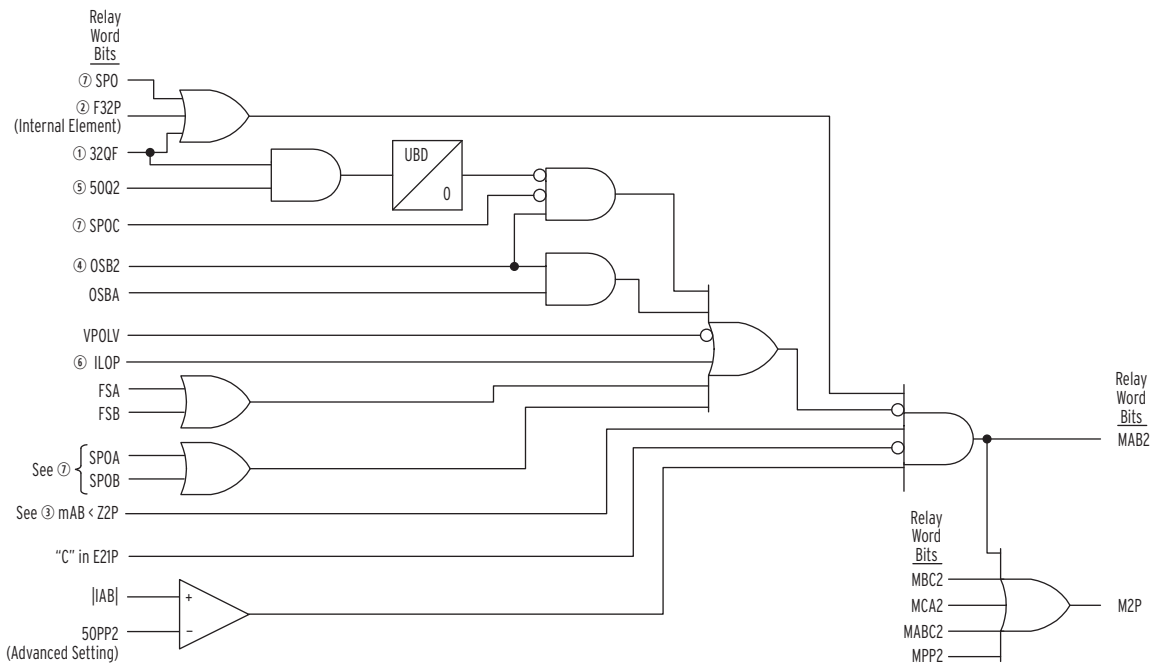 Relay
Word
Bits
⑦ SPO
② F32P
(Internal Element)
① 32QF
⑤ 50Q2
⑦ SPOC
④ OSB2
OSBA
VPOLV
⑥ ILOP
FSA
FSB
See ⑦
SPOA
SPOB
See ③ mAB < Z2P
"C" in E21P
|IAB|
50PP2
(Advanced Setting)
+
−
UBD
0
Relay
Word
Bits
MAB2
Relay
Word
Bits
MBC2
MCA2
MABC2
MPP2
M2P